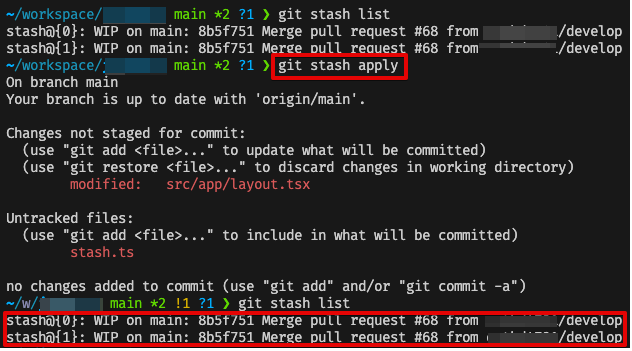 ~/workspace/ main *2 ?1 ❯ git stash list
stash@{0}: WIP on main: 8b5f751 Merge pull request #68 from /develop
stash@{1}: WIP on main: 8b5f751 Merge pull request #68 from /develop
~/workspace/ main *2 ?1 ❯ git stash apply
On branch main
Your branch is up to date with 'origin/main'.
Changes not staged for commit:
(use "git add <file>..." to update what will be committed)
(use "git restore <file>..." to discard changes in working directory)
modified: src/app/layout.tsx
Untracked files:
(use "git add <file>..." to include in what will be committed)
stash.ts
no changes added to commit (use "git add" and/or "git commit -a")
~/w/ main *2 !1 ?1 ❯ git stash list
stash@{0}: WIP on main: 8b5f751 Merge pull request #68 from /develop
stash@{1}: WIP on main: 8b5f751 Merge pull request #68 from /develop